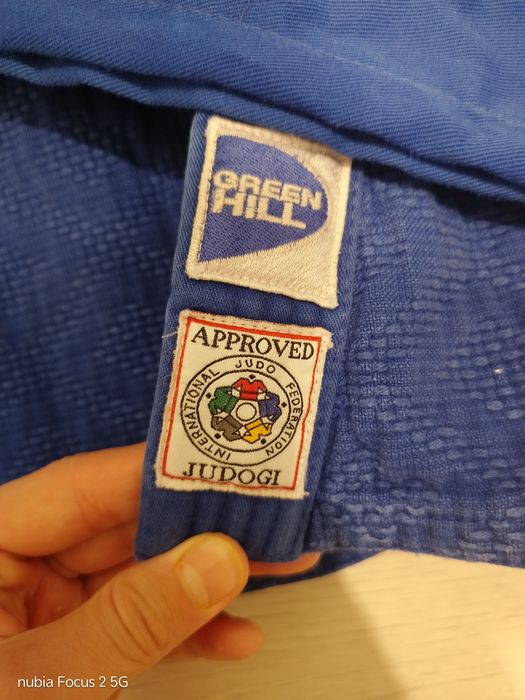 GREEN
HILL
APPROVED
INTERNATIONAL JUDO FEDERATION
JUDOGI
nubia Focus 2 5G